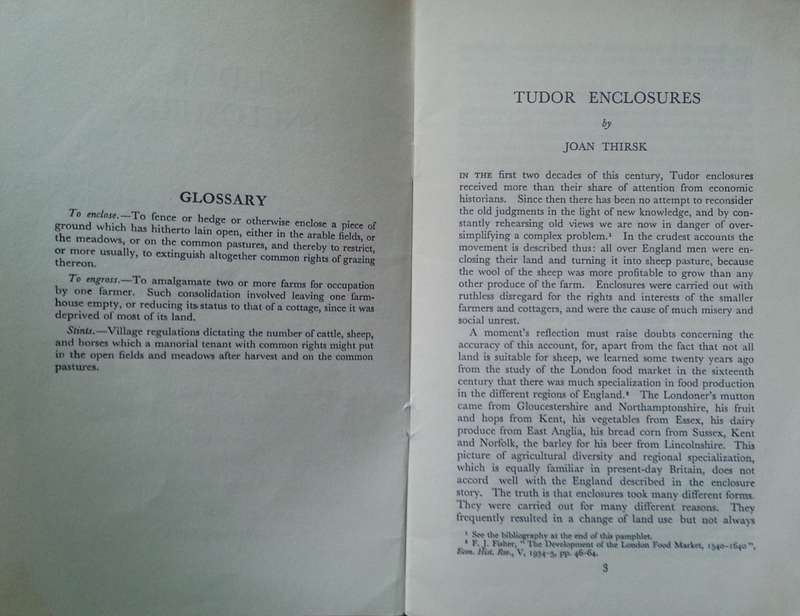 GLOSSARY
To enclose.—To fence or hedge or otherwise enclose a piece of
ground which has hitherto lain open, either in the arable fields, or
the meadows, or on the common pastures, and thereby to restrict,
or more usually, to extinguish altogether common rights of grazing
thereon.
To engross.—To amalgamate two or more farms for occupation
by one farmer. Such consolidation involved leaving one farm-
house empty, or reducing its status to that of a cottage, since it was
deprived of most of its land.
Stints.—Village regulations dictating the number of cattle, sheep,
and horses which a manorial tenant with common rights might put
in the open fields and meadows after harvest and on the common
pastures.
TUDOR ENCLOSURES
by
JOAN THIRSK
IN THE first two decades of this century, Tudor enclosures
received more than their share of attention from economic
historians. Since then there has been no attempt to reconsider
the old judgments in the light of new knowledge, and by con-
stantly rehearsing old views we are now in danger of over-
simplifying a complex problem.¹ In the crudest accounts the
movement is described thus: all over England men were en-
closing their land and turning it into sheep pasture, because
the wool of the sheep was more profitable to grow than any
other produce of the farm. Enclosures were carried out with
ruthless disregard for the rights and interests of the smaller
farmers and cottagers, and were the cause of much misery and
social unrest.
A moment's reflection must raise doubts concerning the
accuracy of this account, for, apart from the fact that not all
land is suitable for sheep, we learned some twenty years ago
from the study of the London food market in the sixteenth
century that there was much specialization in food production
in the different regions of England.² The Londoner's mutton
came from Gloucestershire and Northamptonshire, his fruit
and hops from Kent, his vegetables from Essex, his dairy
produce from East Anglia, his bread corn from Sussex, Kent
and Norfolk, the barley for his beer from Lincolnshire. This
picture of agricultural diversity and regional specialization,
which is equally familiar in present-day Britain, does not
accord well with the England described in the enclosure
story. The truth is that enclosures took many different forms.
They were carried out for many different reasons. They
frequently resulted in a change of land use but not always
¹ See the bibliography at the end of this pamphlet.
² F. J. Fisher, "The Development of the London Food Market, 1540-1640",
Econ. Hist. Rev., V, 1934-5, pp. 46-64.
3